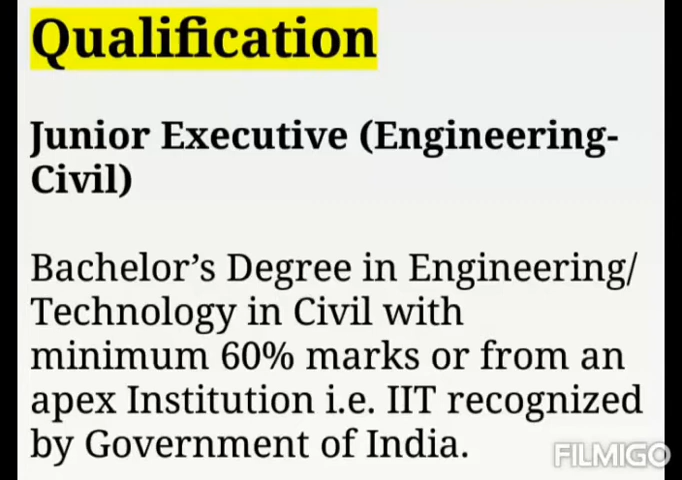 Qualification
Junior Executive (Engineering-
Civil)
Bachelor’s Degree in Engineering/
Technology in Civil with
minimum 60% marks or from an
apex Institution i.e. IIT recognized
by Government of India.
FILMIGO